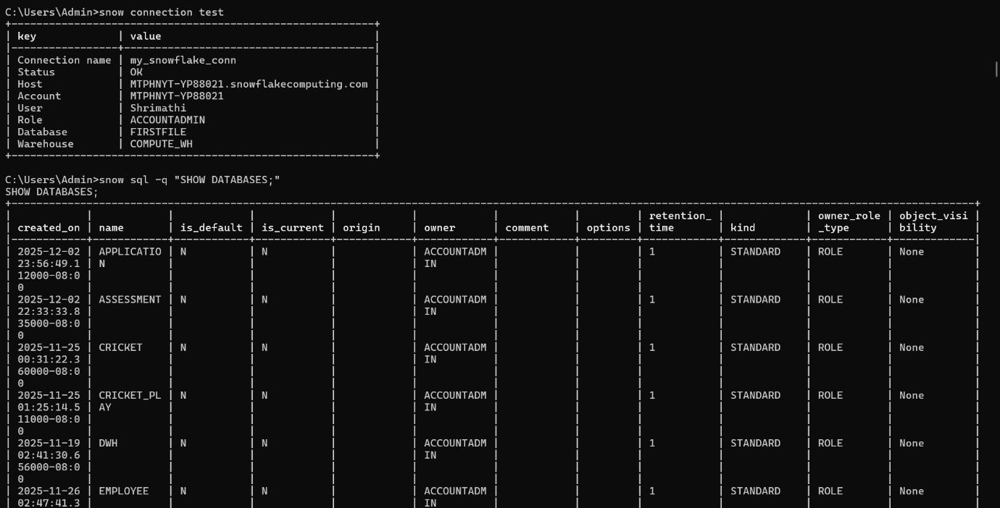 C:\Users\Admin>snow connection test
+----------------------------------------------------------+
| key             | value                                  |
|-----------------+----------------------------------------|
| Connection name | my_snowflake_conn                      |
| Status          | OK                                     |
| Host            | MTPHNYT-YP88021.snowflakecomputing.com |
| Account         | MTPHNYT-YP88021                        |
| User            | Shrimathi                              |
| Role            | ACCOUNTADMIN                           |
| Database        | FIRSTFILE                              |
| Warehouse       | COMPUTE_WH                             |
+----------------------------------------------------------+
C:\Users\Admin>snow sql -q "SHOW DATABASES;"
SHOW DATABASES;
+----------------------------------------------------------------------------------------------------------------------------------------------------------+
|            |            |            |            |            |            |            |         | retention_ |             | owner_role | object_visi |
| created_on | name       | is_default | is_current | origin     | owner      | comment    | options | time       | kind        | _type      | bility      |
|------------+------------+------------+------------+------------+------------+------------+---------+------------+-------------+------------+-------------|
| 2025-12-02 | APPLICATIO | N          | N          |            | ACCOUNTADM |            |         | 1          | STANDARD    | ROLE       | None        |
| 23:56:49.1 | N          |            |            |            | IN         |            |         |            |             |            |             |
| 12000-08:0 |            |            |            |            |            |            |         |            |             |            |             |
| 0          |            |            |            |            |            |            |         |            |             |            |             |
| 2025-12-02 | ASSESSMENT | N          | N          |            | ACCOUNTADM |            |         | 1          | STANDARD    | ROLE       | None        |
| 22:33:33.8 |            |            |            |            | IN         |            |         |            |             |            |             |
| 35000-08:0 |            |            |            |            |            |            |         |            |             |            |             |
| 0          |            |            |            |            |            |            |         |            |             |            |             |
| 2025-11-25 | CRICKET    | N          | N          |            | ACCOUNTADM |            |         | 1          | STANDARD    | ROLE       | None        |
| 00:31:22.3 |            |            |            |            | IN         |            |         |            |             |            |             |
| 60000-08:0 |            |            |            |            |            |            |         |            |             |            |             |
| 0          |            |            |            |            |            |            |         |            |             |            |             |
| 2025-11-25 | CRICKET_PL | N          | N          |            | ACCOUNTADM |            |         | 1          | STANDARD    | ROLE       | None        |
| 01:25:14.5 | AY         |            |            |            | IN         |            |         |            |             |            |             |
| 11000-08:0 |            |            |            |            |            |            |         |            |             |            |             |
| 0          |            |            |            |            |            |            |         |            |             |            |             |
| 2025-11-19 | DWH        | N          | N          |            | ACCOUNTADM |            |         | 1          | STANDARD    | ROLE       | None        |
| 02:41:30.6 |            |            |            |            | IN         |            |         |            |             |            |             |
| 56000-08:0 |            |            |            |            |            |            |         |            |             |            |             |
| 0          |            |            |            |            |            |            |         |            |             |            |             |
| 2025-11-26 | EMPLOYEE   | N          | N          |            | ACCOUNTADM |            |         | 1          | STANDARD    | ROLE       | None        |
| 02:47:41.3 |            |            |            |            | IN         |            |         |            |             |            |             |